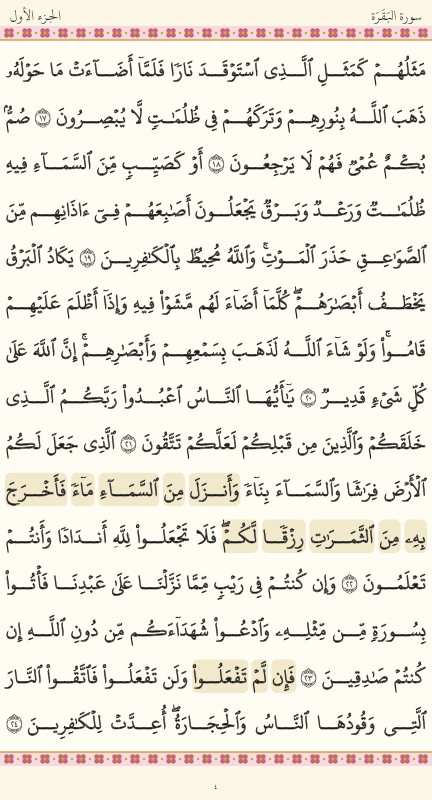 سورة البَقَرَة الجزء الأول
مَثَلُهُمْ كَمَثَلِ ٱلَّذِى ٱسْتَوْقَدَ نَارًا فَلَمَّآ أَضَآءَتْ مَا حَوْلَهُۥ
ذَهَبَ ٱللَّهُ بِنُورِهِمْ وَتَرَكَهُمْ فِى ظُلُمَـٰتٍ لَّا يُبْصِرُونَ ١٧ صُمٌّۢ
بُكْمٌ عُمْىٌ فَهُمْ لَا يَرْجِعُونَ ١٨ أَوْ كَصَيِّبٍ مِّنَ ٱلسَّمَآءِ فِيهِ
ظُلُمَـٰتٌ وَرَعْدٌ وَبَرْقٌ يَجْعَلُونَ أَصَـٰبِعَهُمْ فِىٓ ءَاذَانِهِم مِّنَ
ٱلصَّوَٰعِقِ حَذَرَ ٱلْمَوْتِ ۚ وَٱللَّهُ مُحِيطٌۢ بِٱلْكَـٰفِرِينَ ١٩ يَكَادُ ٱلْبَرْقُ
يَخْطَفُ أَبْصَـٰرَهُمْ ۖ كُلَّمَآ أَضَآءَ لَهُم مَّشَوْا۟ فِيهِ وَإِذَآ أَظْلَمَ عَلَيْهِمْ
قَامُوا۟ ۚ وَلَوْ شَآءَ ٱللَّهُ لَذَهَبَ بِسَمْعِهِمْ وَأَبْصَـٰرِهِمْ ۚ إِنَّ ٱللَّهَ عَلَىٰ
كُلِّ شَىْءٍ قَدِيرٌ ٢٠ يَـٰٓأَيُّهَا ٱلنَّاسُ ٱعْبُدُوا۟ رَبَّكُمُ ٱلَّذِى
خَلَقَكُمْ وَٱلَّذِينَ مِن قَبْلِكُمْ لَعَلَّكُمْ تَتَّقُونَ ٢١ ٱلَّذِى جَعَلَ لَكُمُ
ٱلْأَرْضَ فِرَٰشًا وَٱلسَّمَآءَ بِنَآءً وَأَنزَلَ مِنَ ٱلسَّمَآءِ مَآءً فَأَخْرَجَ
بِهِۦ مِنَ ٱلثَّمَرَٰتِ رِزْقًا لَّكُمْ ۖ فَلَا تَجْعَلُوا۟ لِلَّهِ أَندَادًا وَأَنتُمْ
تَعْلَمُونَ ٢٢ وَإِن كُنتُمْ فِى رَيْبٍ مِّمَّا نَزَّلْنَا عَلَىٰ عَبْدِنَا فَأْتُوا۟
بِسُورَةٍ مِّن مِّثْلِهِۦ وَٱدْعُوا۟ شُهَدَآءَكُم مِّن دُونِ ٱللَّهِ إِن
كُنتُمْ صَـٰدِقِينَ ٢٣ فَإِن لَّمْ تَفْعَلُوا۟ وَلَن تَفْعَلُوا۟ فَٱتَّقُوا۟ ٱلنَّارَ
ٱلَّتِى وَقُودُهَا ٱلنَّاسُ وَٱلْحِجَارَةُ ۖ أُعِدَّتْ لِلْكَـٰفِرِينَ ٢٤
٤